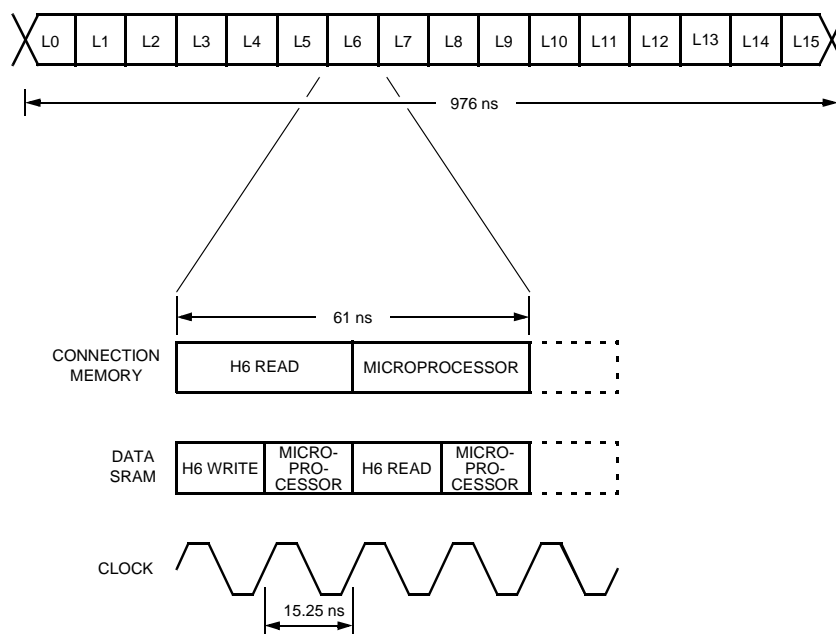 L0 L1 L2 L3 L4 L5 L6 L7 L8 L9 L10 L11 L12 L13 L14 L15
976 ns
61 ns
CONNECTION
MEMORY
H6 READ
MICROPROCESSOR
DATA
SRAM
H6 WRITE
MICRO-
PRO-
CESSOR
H6 READ
MICRO-
PRO-
CESSOR
CLOCK
15.25 ns